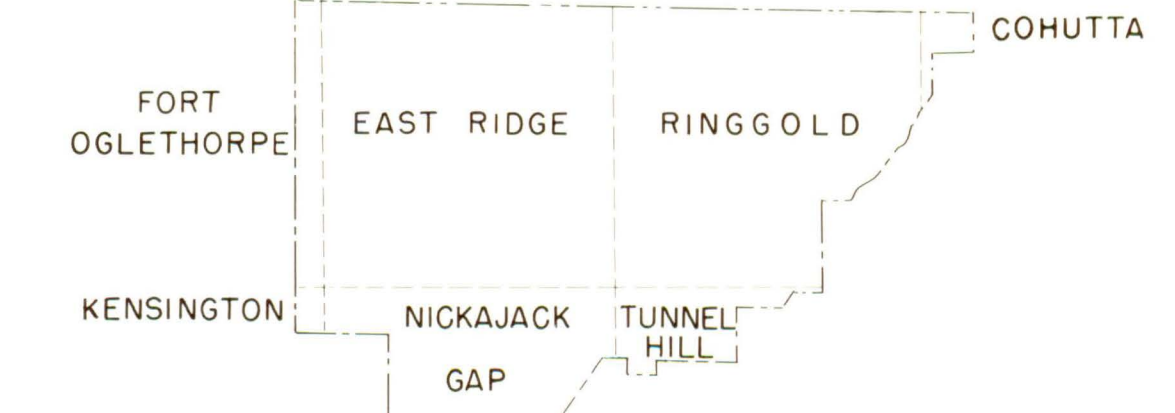 COHUTTA
FORT
OGLETHORPE
EAST RIDGE
RINGGOLD
KENSINGTON
NICKAJACK
GAP
TUNNEL
HILL